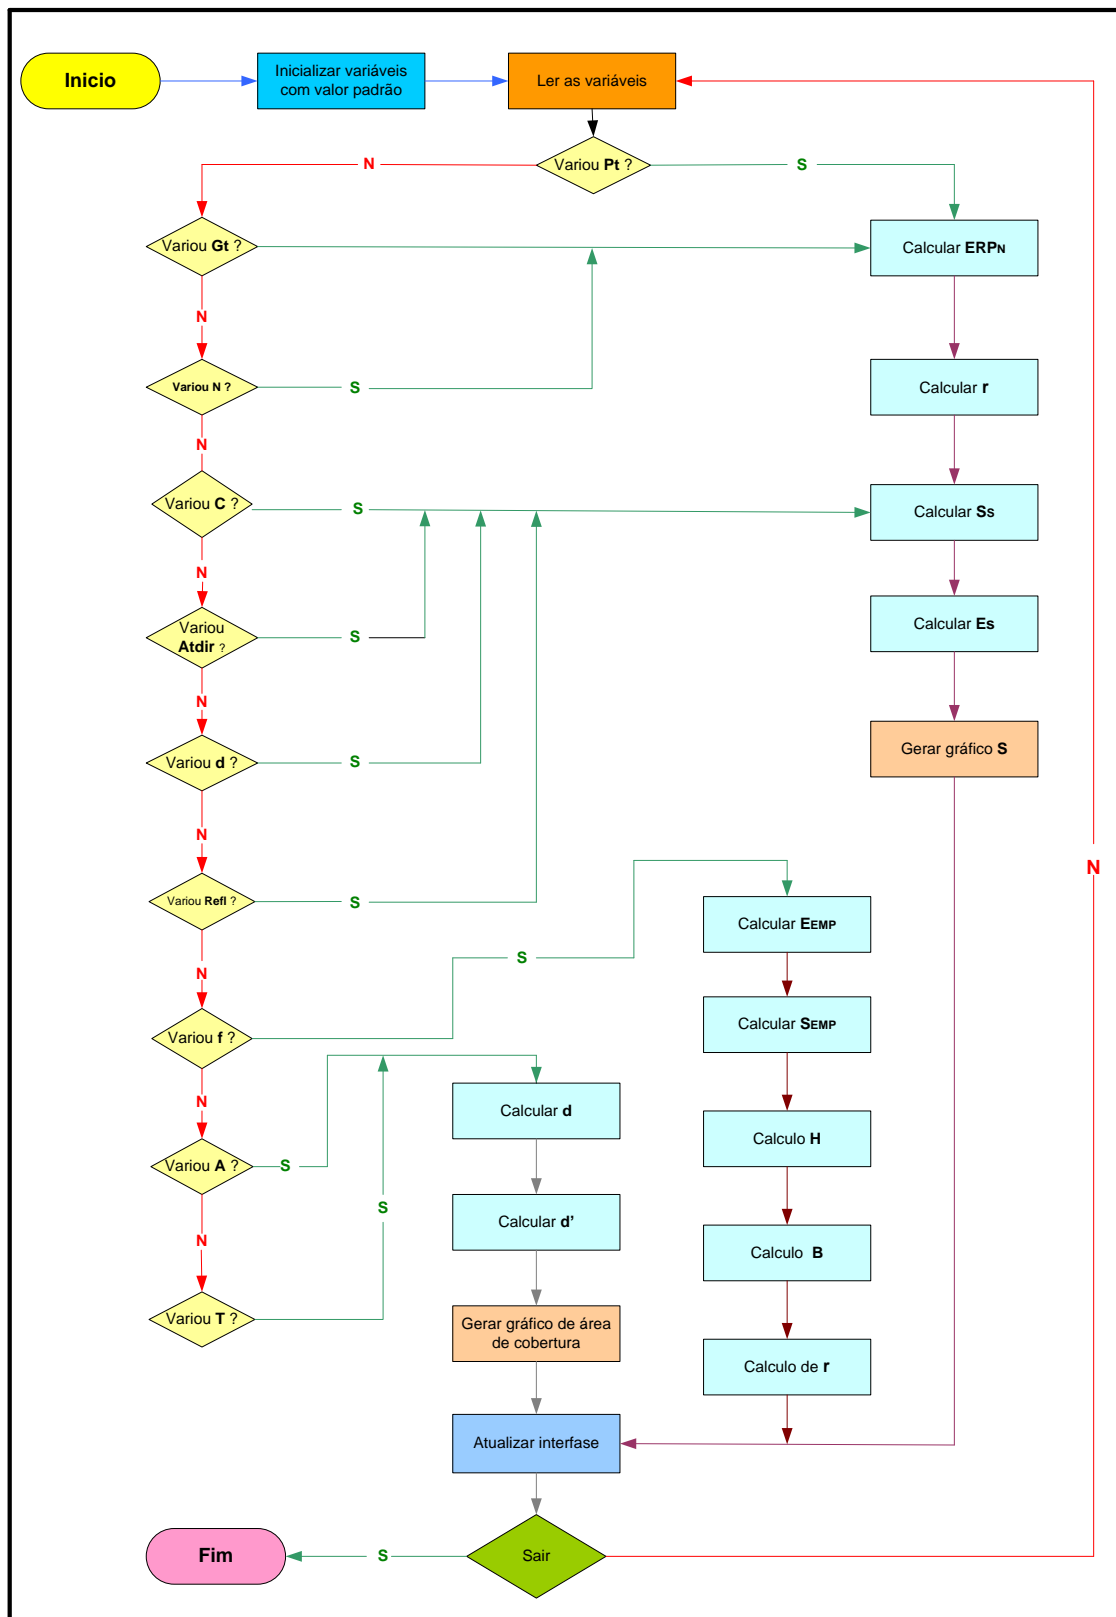 Inicio
Inicializar variáveis
com valor padrão
Ler as variáveis
Variou Pt ?
N
S
Variou Gt ?
Calcular ERPN
N
Variou N ?
S
Calcular r
N
Variou C ?
S
Calcular Ss
N
Variou
Atdir ?
S
Calcular Es
N
Variou d ?
S
Gerar gráfico S
N
Variou Refl ?
S
N
Calcular EEMP
N
S
Variou f ?
Calcular SEMP
N
Calcular d
Calculo H
Variou A ?
S
S
Calcular d'
N
Calculo B
Variou T ?
Gerar gráfico de área
de cobertura
Calculo de r
Atualizar interfase
Fim
S
Sair